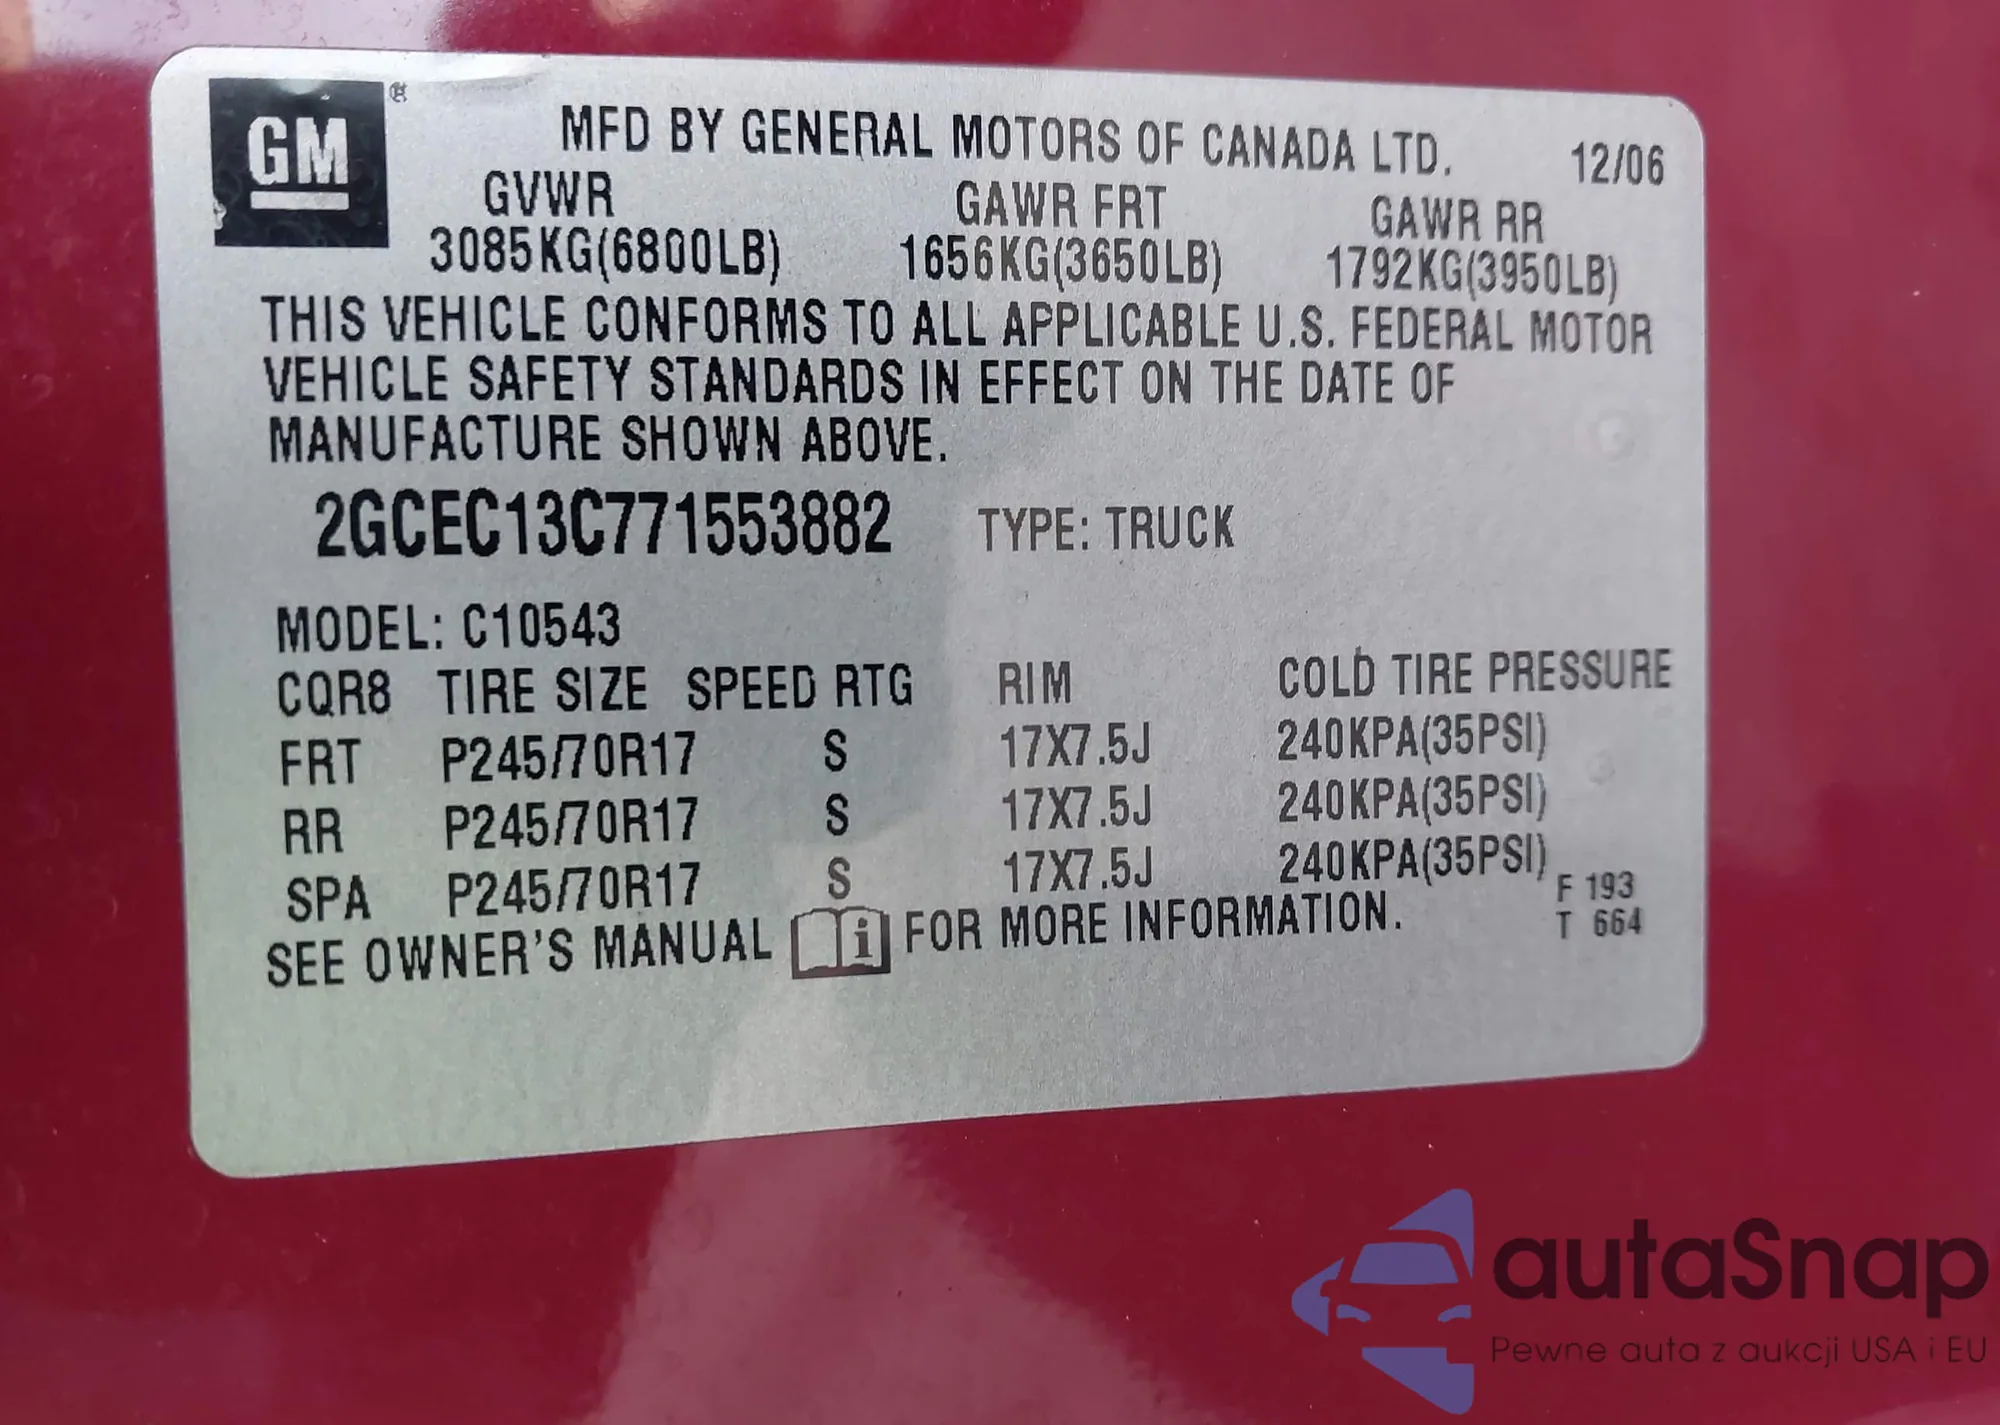 GM
MFD BY GENERAL MOTORS OF CANADA LTD. 12/06
GVWR GAWR FRT GAWR RR
3085KG(6800LB) 1656KG(3650LB) 1792KG(3950LB)
THIS VEHICLE CONFORMS TO ALL APPLICABLE U.S. FEDERAL MOTOR
VEHICLE SAFETY STANDARDS IN EFFECT ON THE DATE OF
MANUFACTURE SHOWN ABOVE.
2GCEC13C771553882 TYPE: TRUCK
MODEL: C10543
CQR8 TIRE SIZE SPEED RTG RIM COLD TIRE PRESSURE
FRT P245/70R17 S 17X7.5J 240KPA(35PSI)
RR P245/70R17 S 17X7.5J 240KPA(35PSI)
SPA P245/70R17 S 17X7.5J 240KPA(35PSI)
F 193
SEE OWNER'S MANUAL i FOR MORE INFORMATION. T 664
autaSnap
Pewne auta z aukcji USA i EU